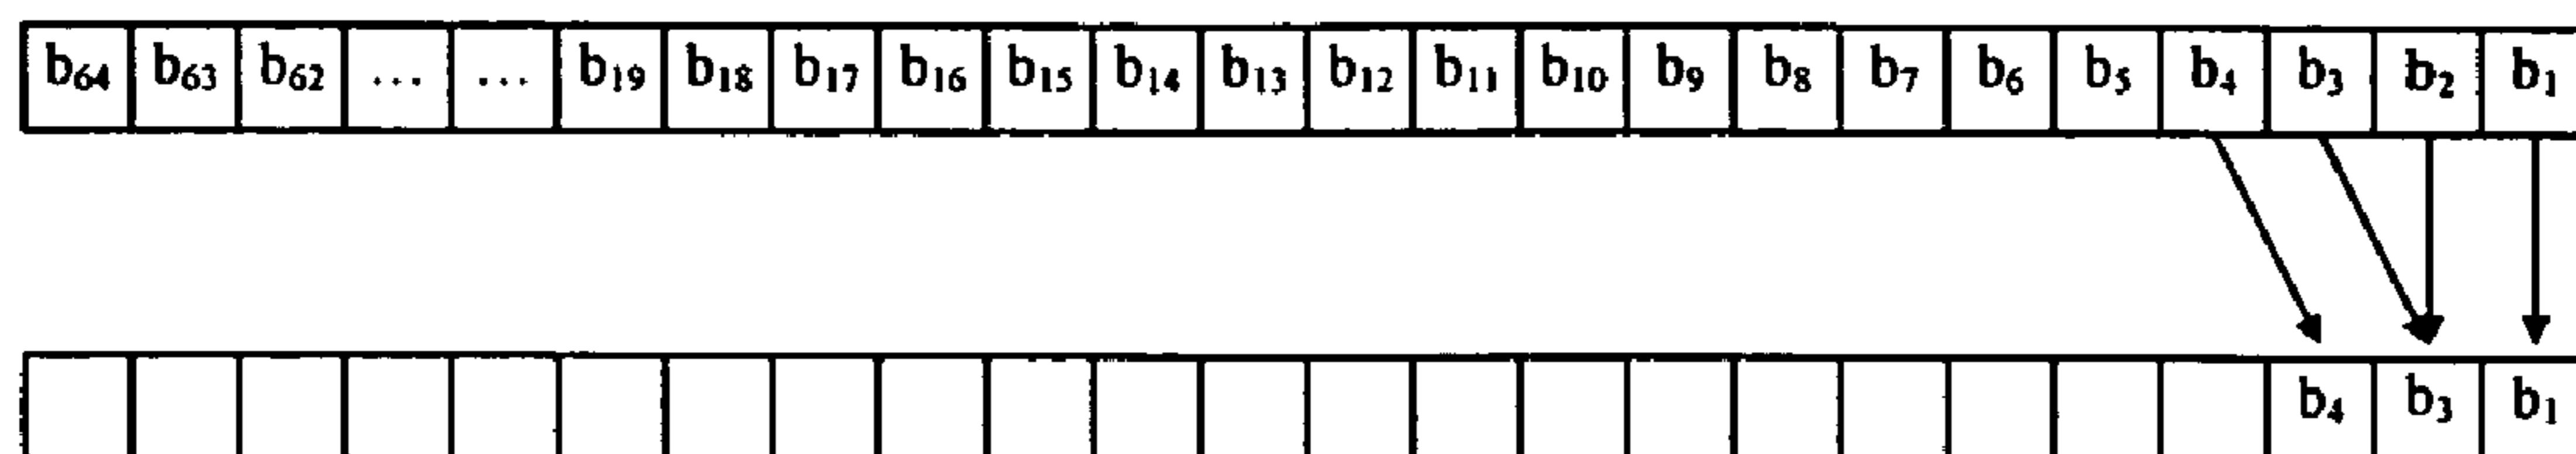 b₆₄ b₆₃ b₆₂ ... ... b₁₉ b₁₈ b₁₇ b₁₆ b₁₅ b₁₄ b₁₃ b₁₂ b₁₁ b₁₀ b₉ b₈ b₇ b₆ b₅ b₄ b₃ b₂ b₁
b₄ b₃ b₁